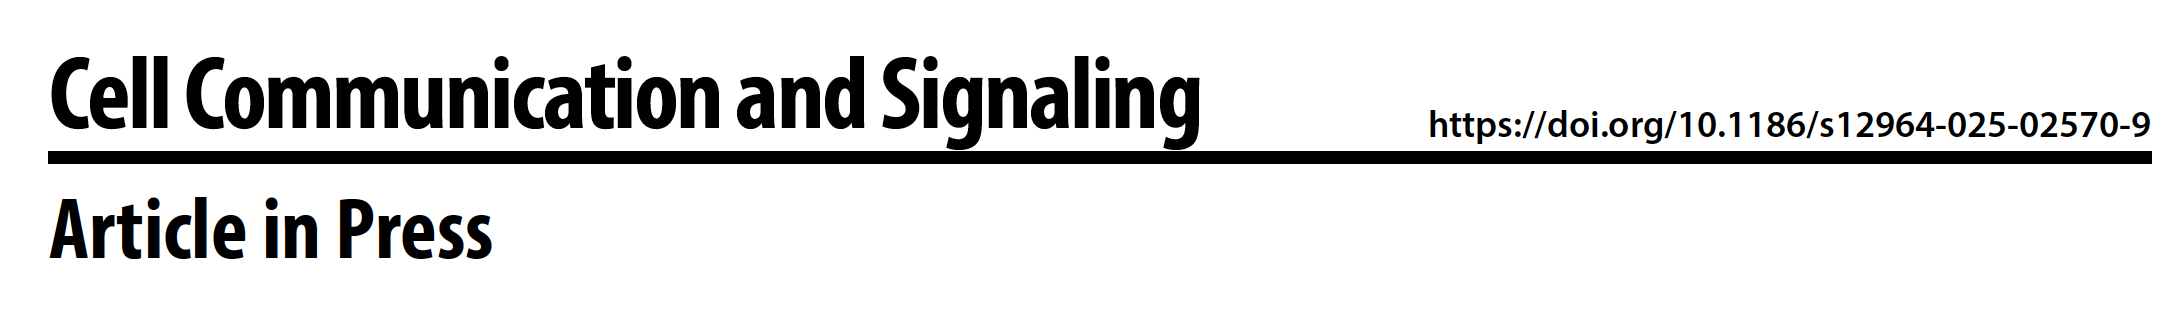 Cell Communication and Signaling
https://doi.org/10.1186/s12964-025-02570-9
Article in Press